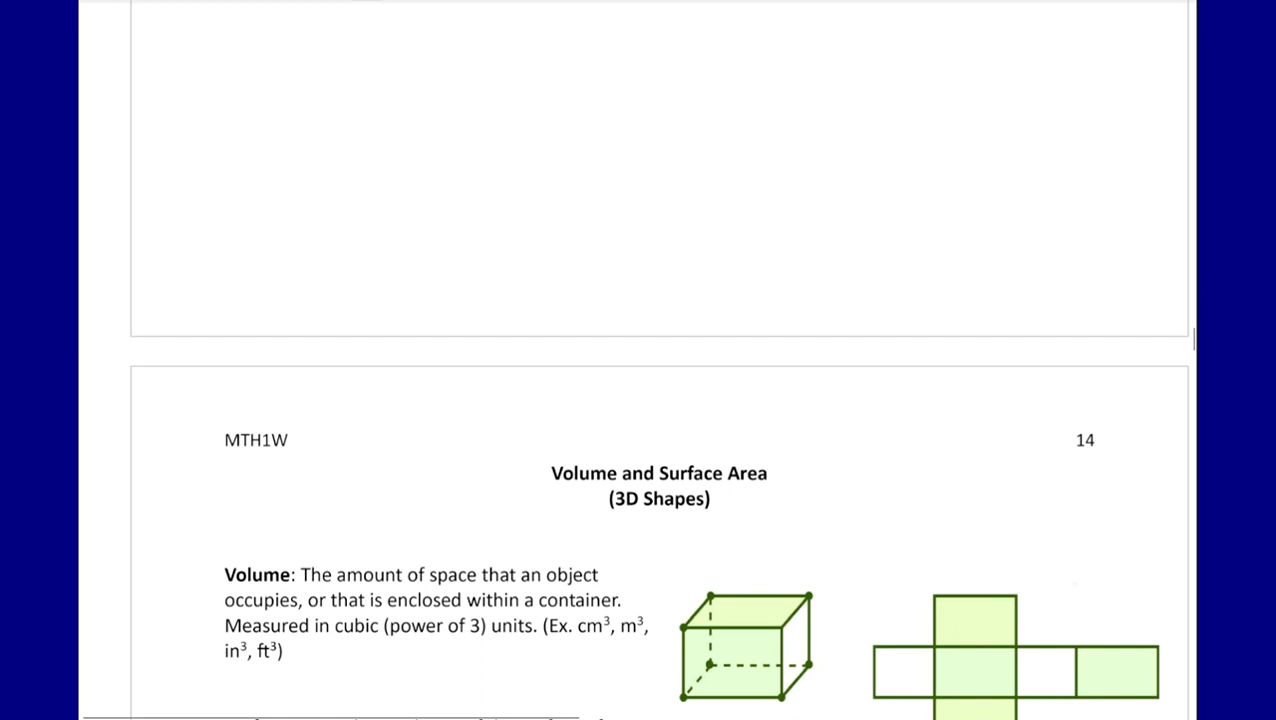 MTH1W 14
Volume and Surface Area
(3D Shapes)
Volume: The amount of space that an object
occupies, or that is enclosed within a container.
Measured in cubic (power of 3) units. (Ex. cm³, m³,
in³, ft³)